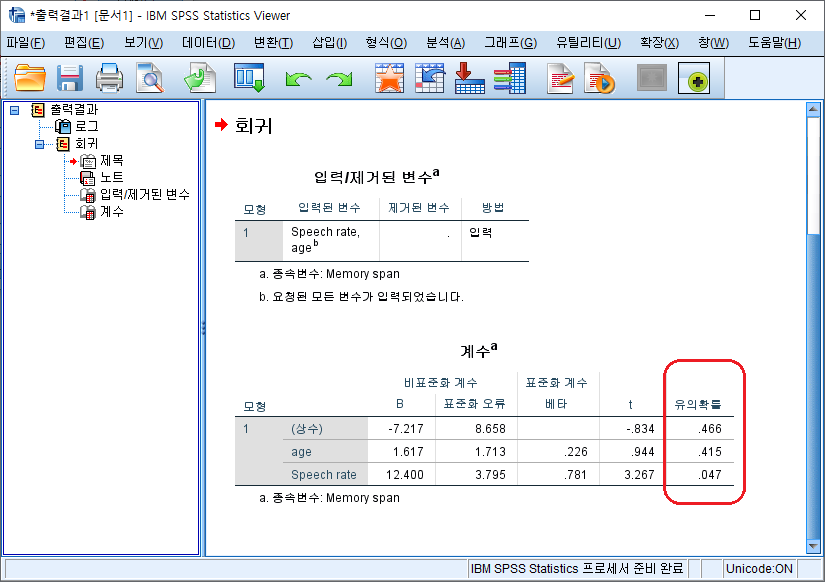 *출력결과1 [문서1] - IBM SPSS Statistics Viewer
파일(F) 편집(E) 보기(V) 데이터(D) 변환(T) 삽입(I) 형식(O) 분석(A) 그래프(G) 유틸리티(U) 확장(X) 창(W) 도움말(H)
출력결과
로그
회귀
제목
노트
입력/제거된 변수
계수
회귀
입력/제거된 변수a
모형 입력된 변수 제거된 변수 방법
1 Speech rate, . 입력
age b
a. 종속변수: Memory span
b. 요청된 모든 변수가 입력되었습니다.
계수a
비표준화 계수 표준화 계수
모형 B 표준화 오류 베타 t 유의확률
1 (상수) -7.217 8.658 -.834 .466
age 1.617 1.713 .226 .944 .415
Speech rate 12.400 3.795 .781 3.267 .047
a. 종속변수: Memory span
IBM SPSS Statistics 프로세서 준비 완료 Unicode:ON